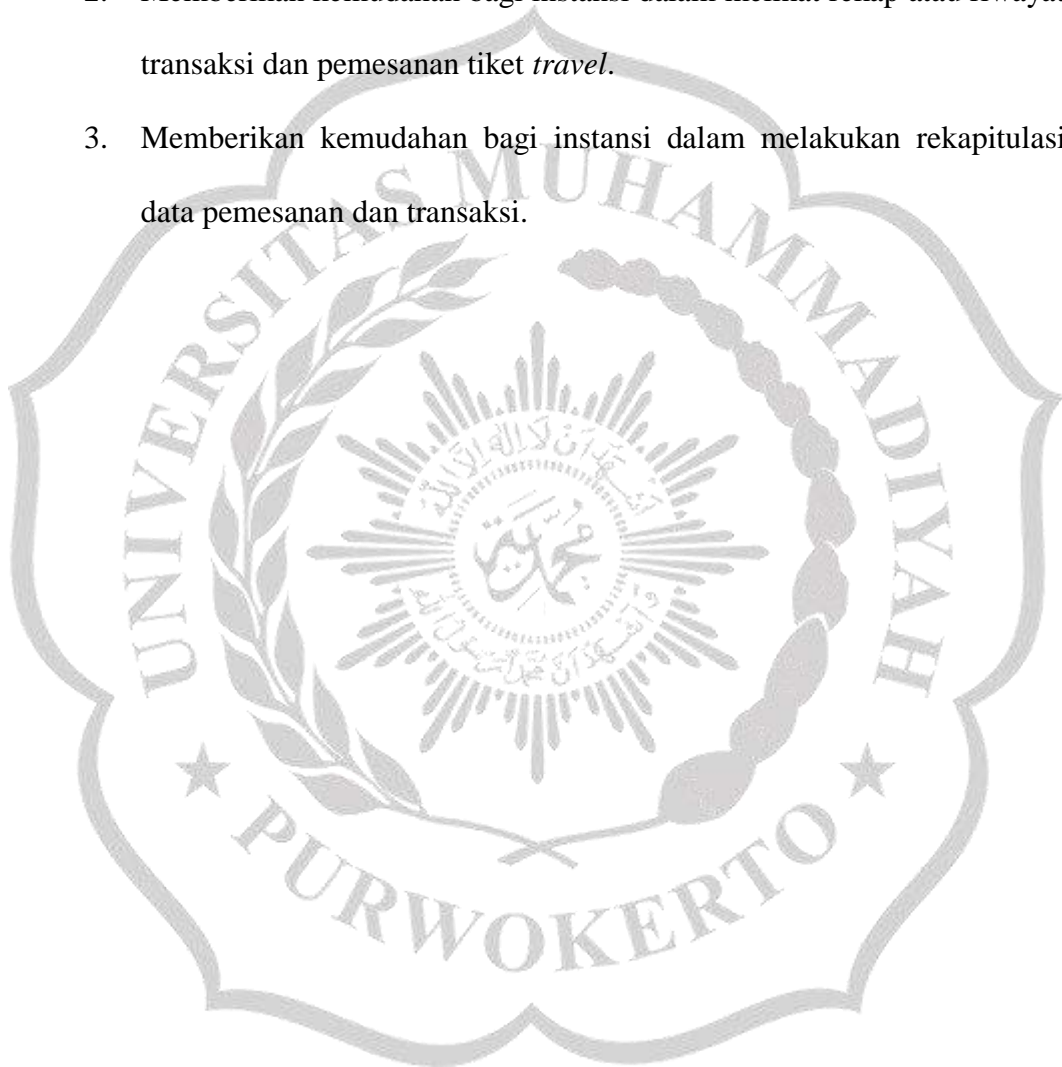 transaksi dan pemesanan tiket travel.
3. Memberikan kemudahan bagi instansi dalam melakukan rekapitulasi
data pemesanan dan transaksi.
UNIVERSITAS MUHAMMADIYAH
PURWOKERTO
محمد